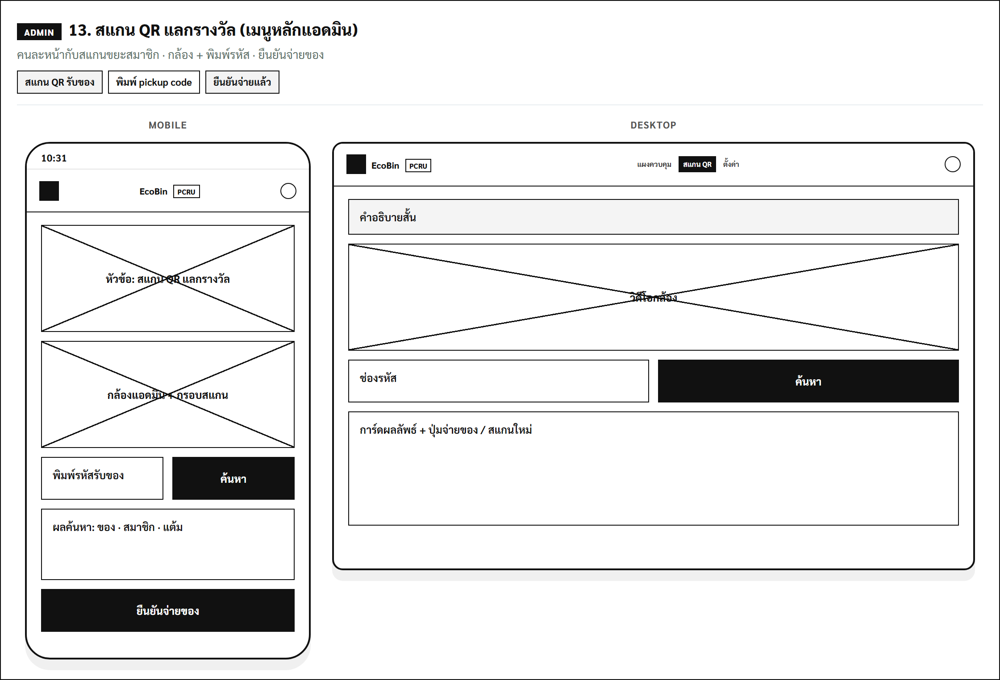 ADMIN 13. สแกน QR แลกรางวัล (เมนูหลักแอดมิน)
คนละหน้ากับสแกนขยะสมาชิก · กล้อง + พิมพ์รหัส · ยืนยันจ่ายของ
สแกน QR รับของ พิมพ์ pickup code ยืนยันจ่ายแล้ว
MOBILE
10:31
EcoBin PCRU
หัวข้อ: สแกน QR แลกรางวัล
กล้องแอดมิน + กรอบสแกน
พิมพ์รหัสรับของ ค้นหา
ผลค้นหา: ของ · สมาชิก · แต้ม
ยืนยันจ่ายของ
DESKTOP
EcoBin PCRU แผงควบคุม สแกน QR ตั้งค่า
คำอธิบายสั้น
วิดีโอกล้อง
ช่องรหัส ค้นหา
การ์ดผลลัพธ์ + ปุ่มจ่ายของ / สแกนใหม่